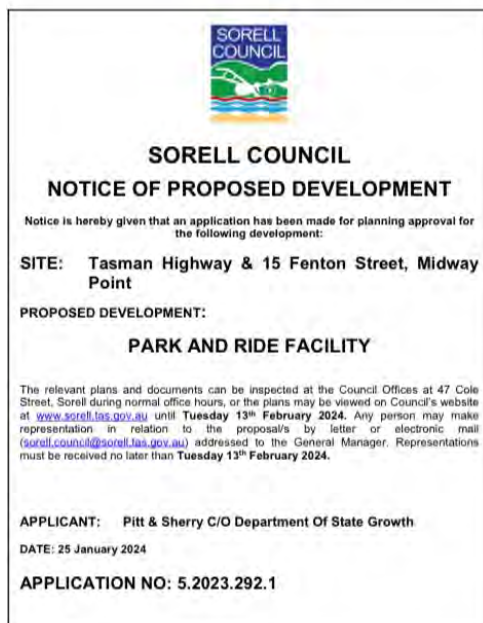 SORELL
COUNCIL
SORELL COUNCIL
NOTICE OF PROPOSED DEVELOPMENT
Notice is hereby given that an application has been made for planning approval for
the following development:
SITE: Tasman Highway & 15 Fenton Street, Midway
Point
PROPOSED DEVELOPMENT:
PARK AND RIDE FACILITY
The relevant plans and documents can be inspected at the Council Offices at 47 Cole
Street, Sorell during normal office hours, or the plans may be viewed on Council's website
at www.sorell.tas.gov.au until Tuesday 13th February 2024. Any person may make
representation in relation to the proposal/s by letter or electronic mail
(sorell.council@sorell.tas.gov.au) addressed to the General Manager. Representations
must be received no later than Tuesday 13th February 2024.
APPLICANT: Pitt & Sherry C/O Department Of State Growth
DATE: 25 January 2024
APPLICATION NO: 5.2023.292.1